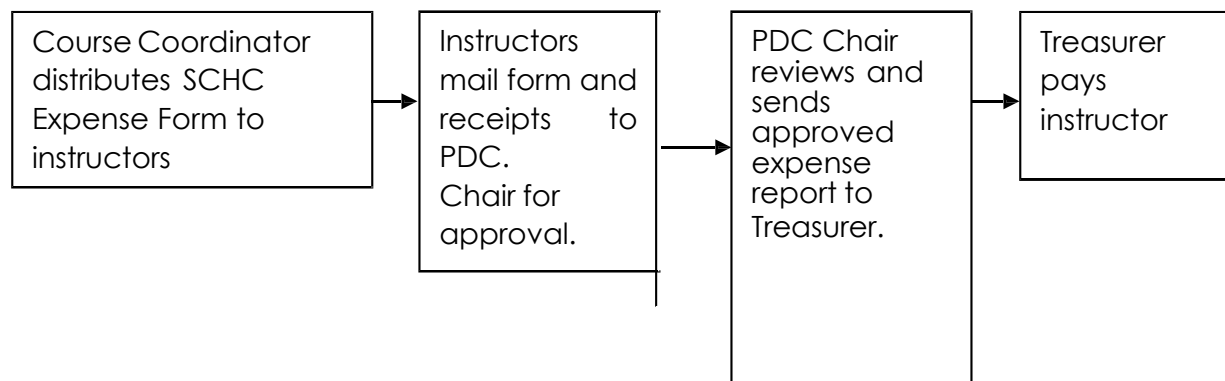 Course Coordinator
distributes SCHC
Expense Form to
instructors
Instructors
mail form and
receipts to
PDC.
Chair for
approval.
PDC Chair
reviews and
sends
approved
expense
report to
Treasurer.
Treasurer
pays
instructor